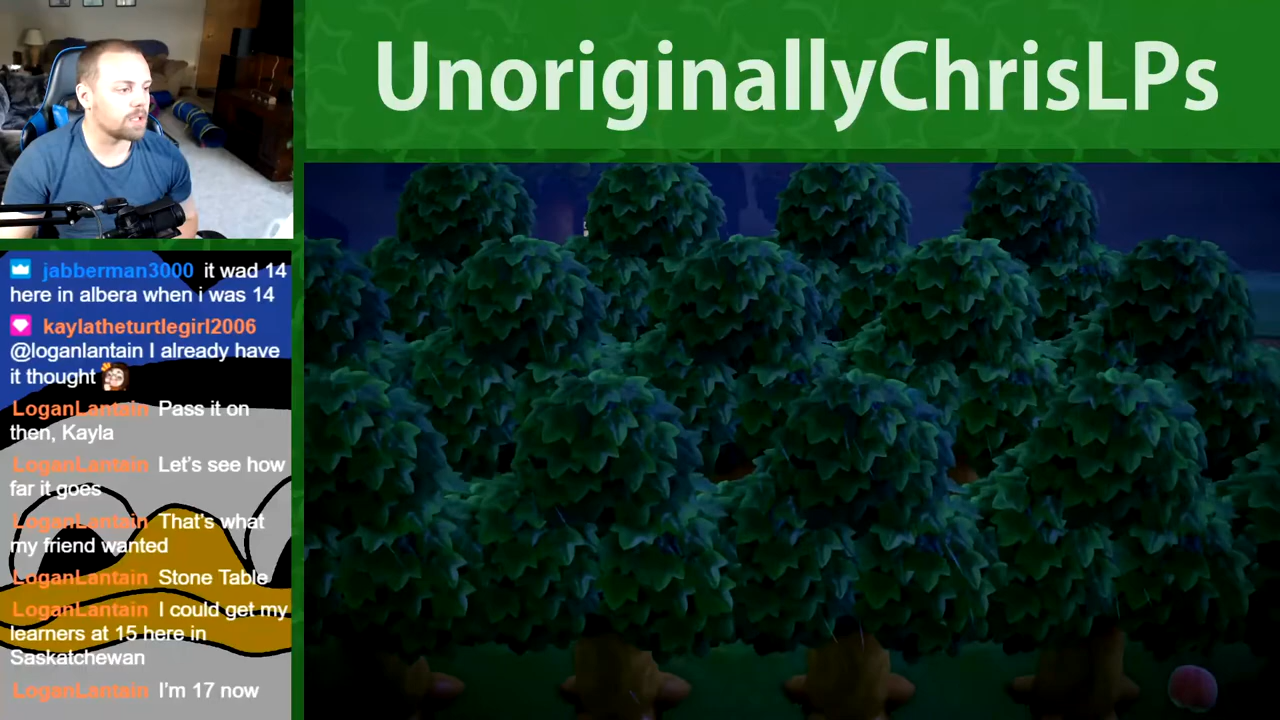 UnoriginallyChrisLPs
jabberman3000 it wad 14
here in albera when i was 14
kaylatheturtlegirl2006
@loganlantain I already have
it thought
LoganLantain Pass it on
then, Kayla
LoganLantain Let's see how
far it goes
LoganLantain That's what
my friend wanted
LoganLantain Stone Table
LoganLantain I could get my
learners at 15 here in
Saskatchewan
LoganLantain I'm 17 now